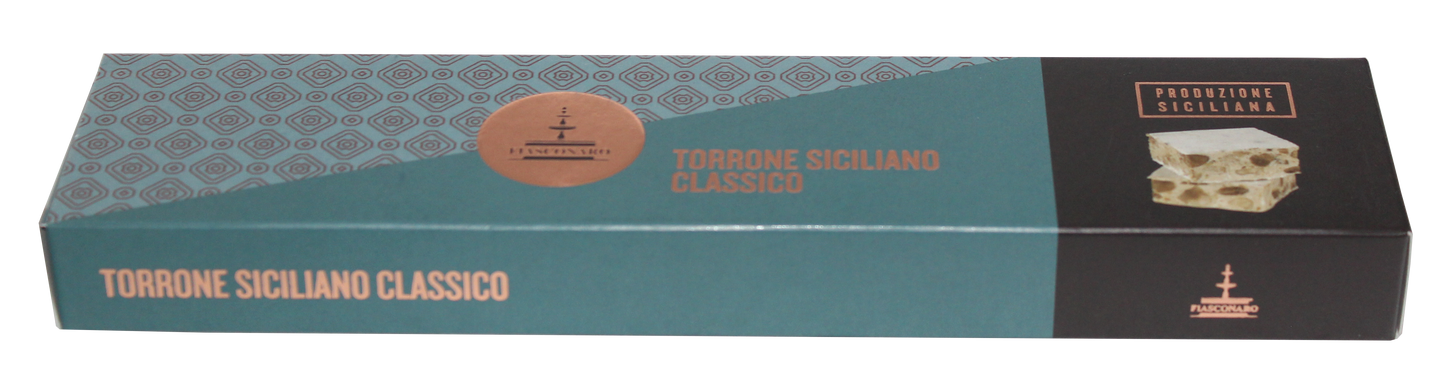 FIASCONARO
TORRONE SICILIANO
CLASSICO
PRODUZIONE
SICILIANA
TORRONE SICILIANO CLASSICO
FIASCONARO